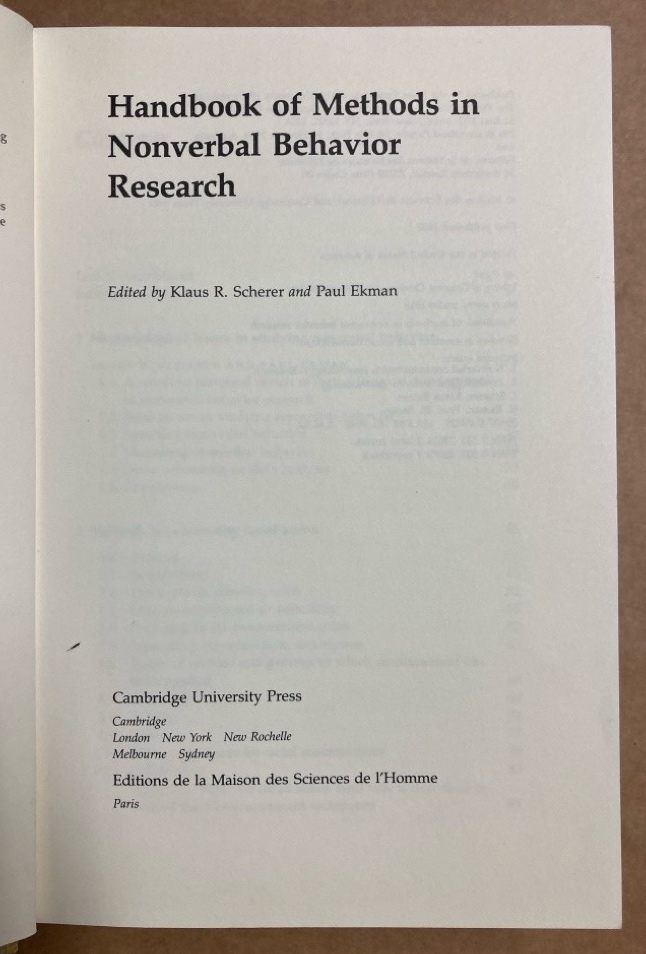 Handbook of Methods in
Nonverbal Behavior
Research
Edited by Klaus R. Scherer and Paul Ekman
Cambridge University Press
Cambridge
London New York New Rochelle
Melbourne Sydney
Editions de la Maison des Sciences de l'Homme
Paris